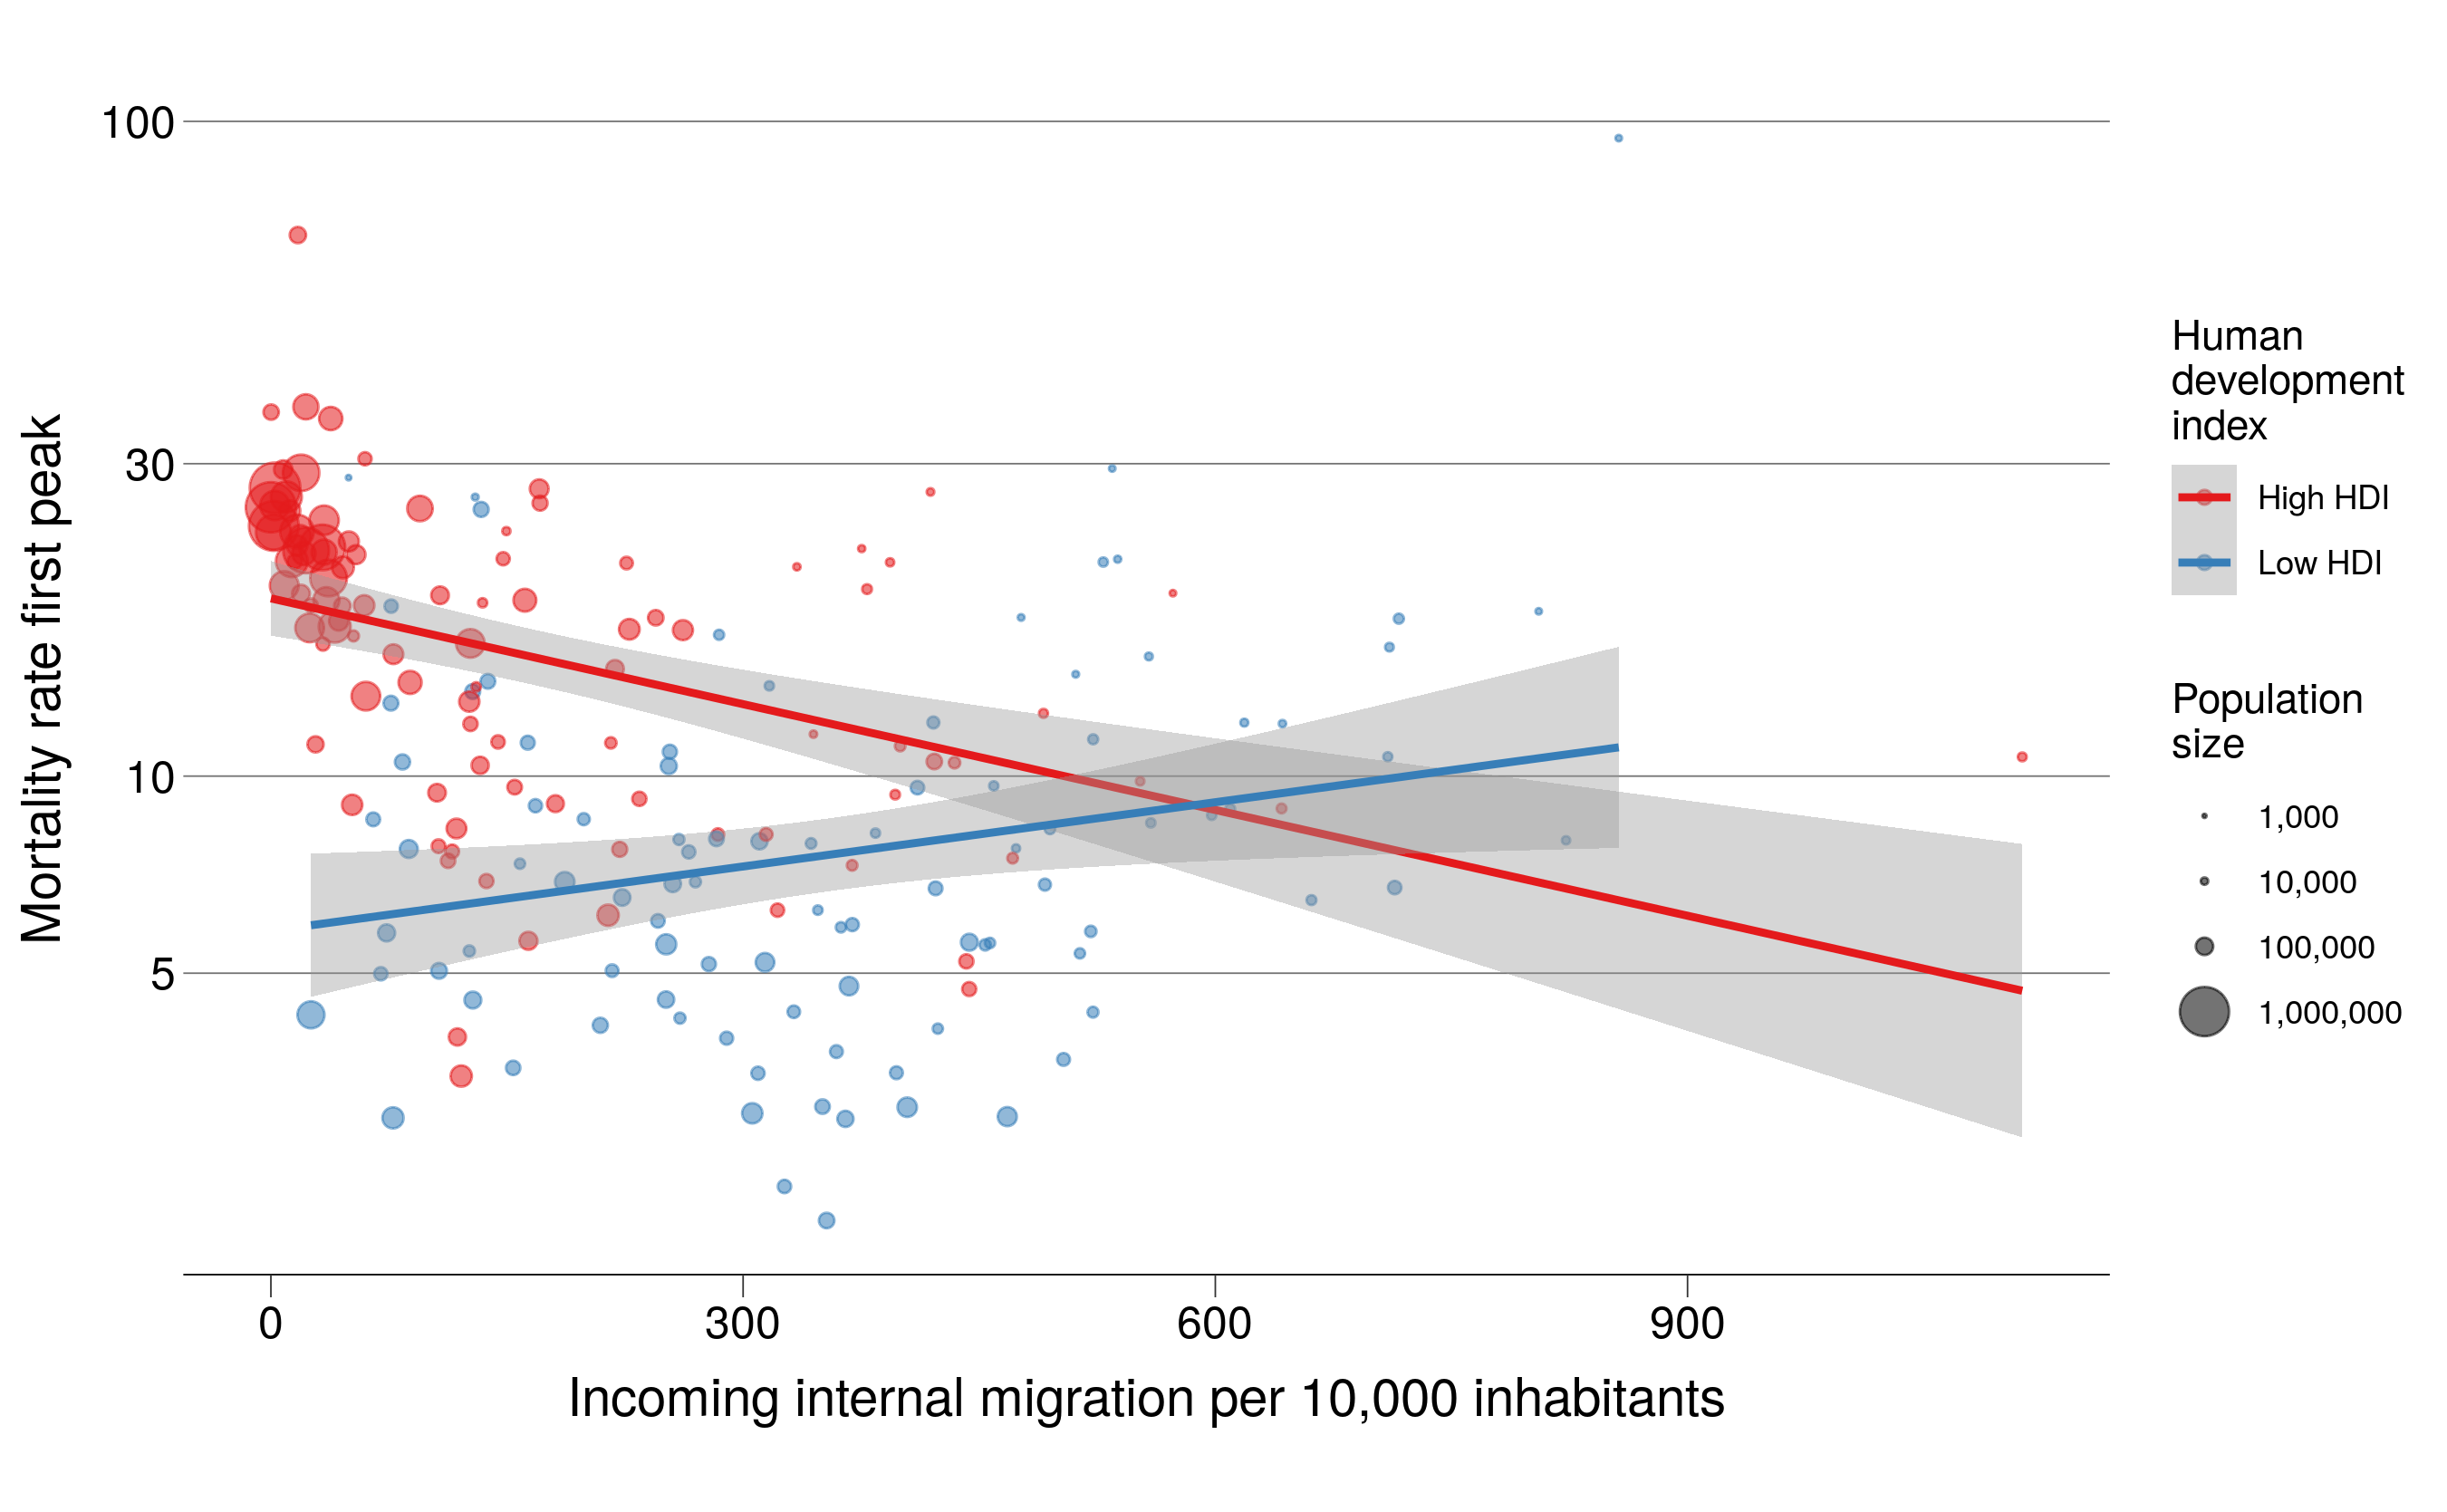 Mortality rate first peak
100
30
10
5
0
300
600
900
Incoming internal migration per 10,000 inhabitants
Human
development
index
High HDI
Low HDI
Population
size
1,000
10,000
100,000
1,000,000